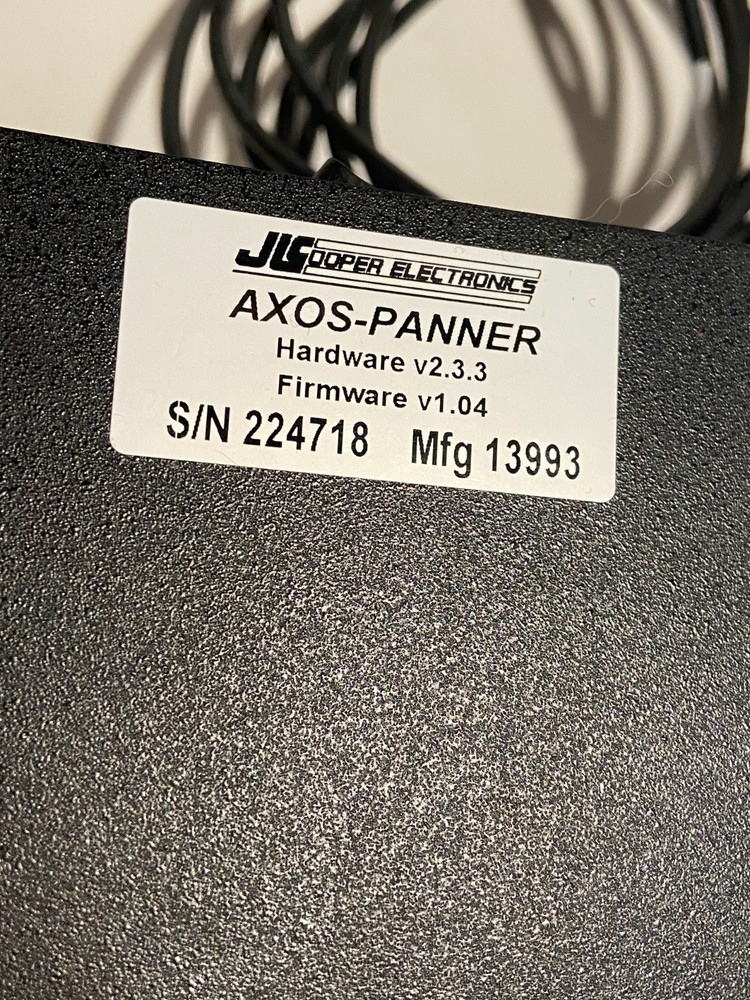 JLCOOPER ELECTRONICS
AXOS-PANNER
Hardware v2.3.3
Firmware v1.04
S/N 224718 Mfg 13993